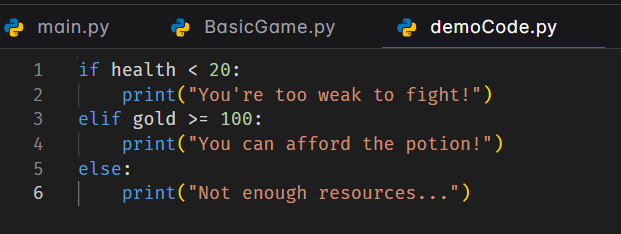 main.py BasicGame.py demoCode.py
1 if health < 20:
2     print("You're too weak to fight!")
3 elif gold >= 100:
4     print("You can afford the potion!")
5 else:
6     print("Not enough resources...")